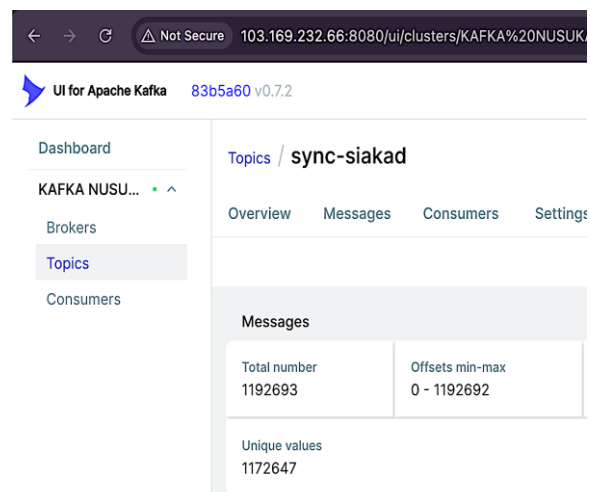 Not Secure 103.169.232.66:8080/ui/clusters/KAFKA%20NUSUK
UI for Apache Kafka 83b5a60 v0.7.2
Dashboard
KAFKA NUSU...
Brokers
Topics
Consumers
Topics / sync-siakad
Overview Messages Consumers Settings
Messages
Total number
1192693
Offsets min-max
0 - 1192692
Unique values
1172647